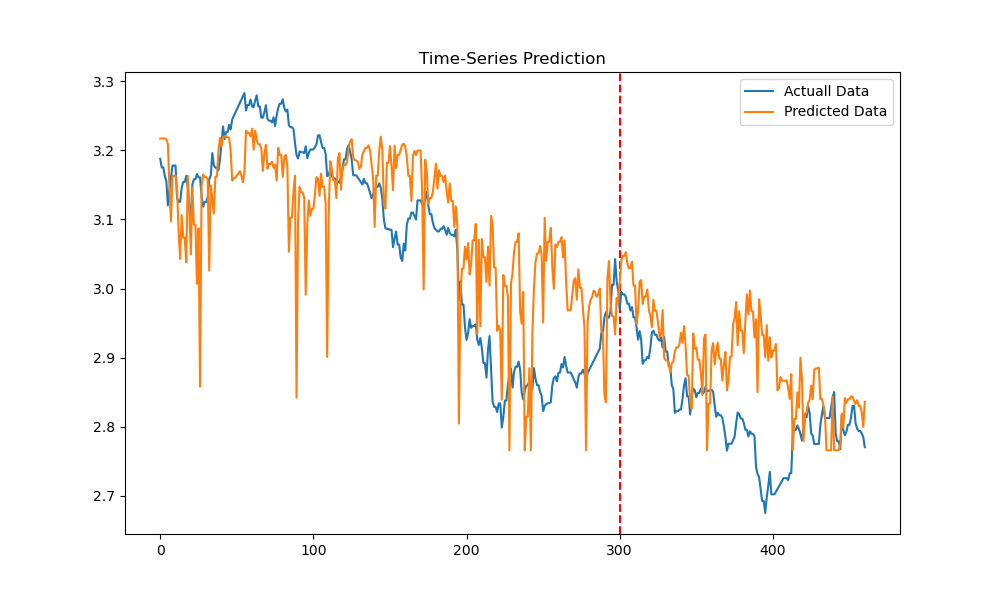 Time-Series Prediction
Actuall Data
Predicted Data
3.3
3.2
3.1
3.0
2.9
2.8
2.7
0 100 200 300 400